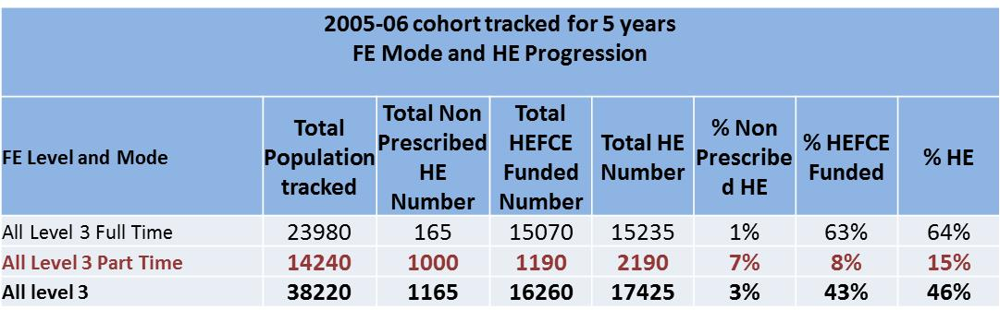 2005-06 cohort tracked for 5 years
FE Mode and HE Progression
FE Level and Mode
Total
Population
tracked
Total Non
Prescribed
HE
Number
Total
HEFCE
Funded
Number
Total HE
Number
% Non
Prescribe
d HE
% HEFCE
Funded
% HE
All Level 3 Full Time 23980 165 15070 15235 1% 63% 64%
All Level 3 Part Time 14240 1000 1190 2190 7% 8% 15%
All level 3 38220 1165 16260 17425 3% 43% 46%